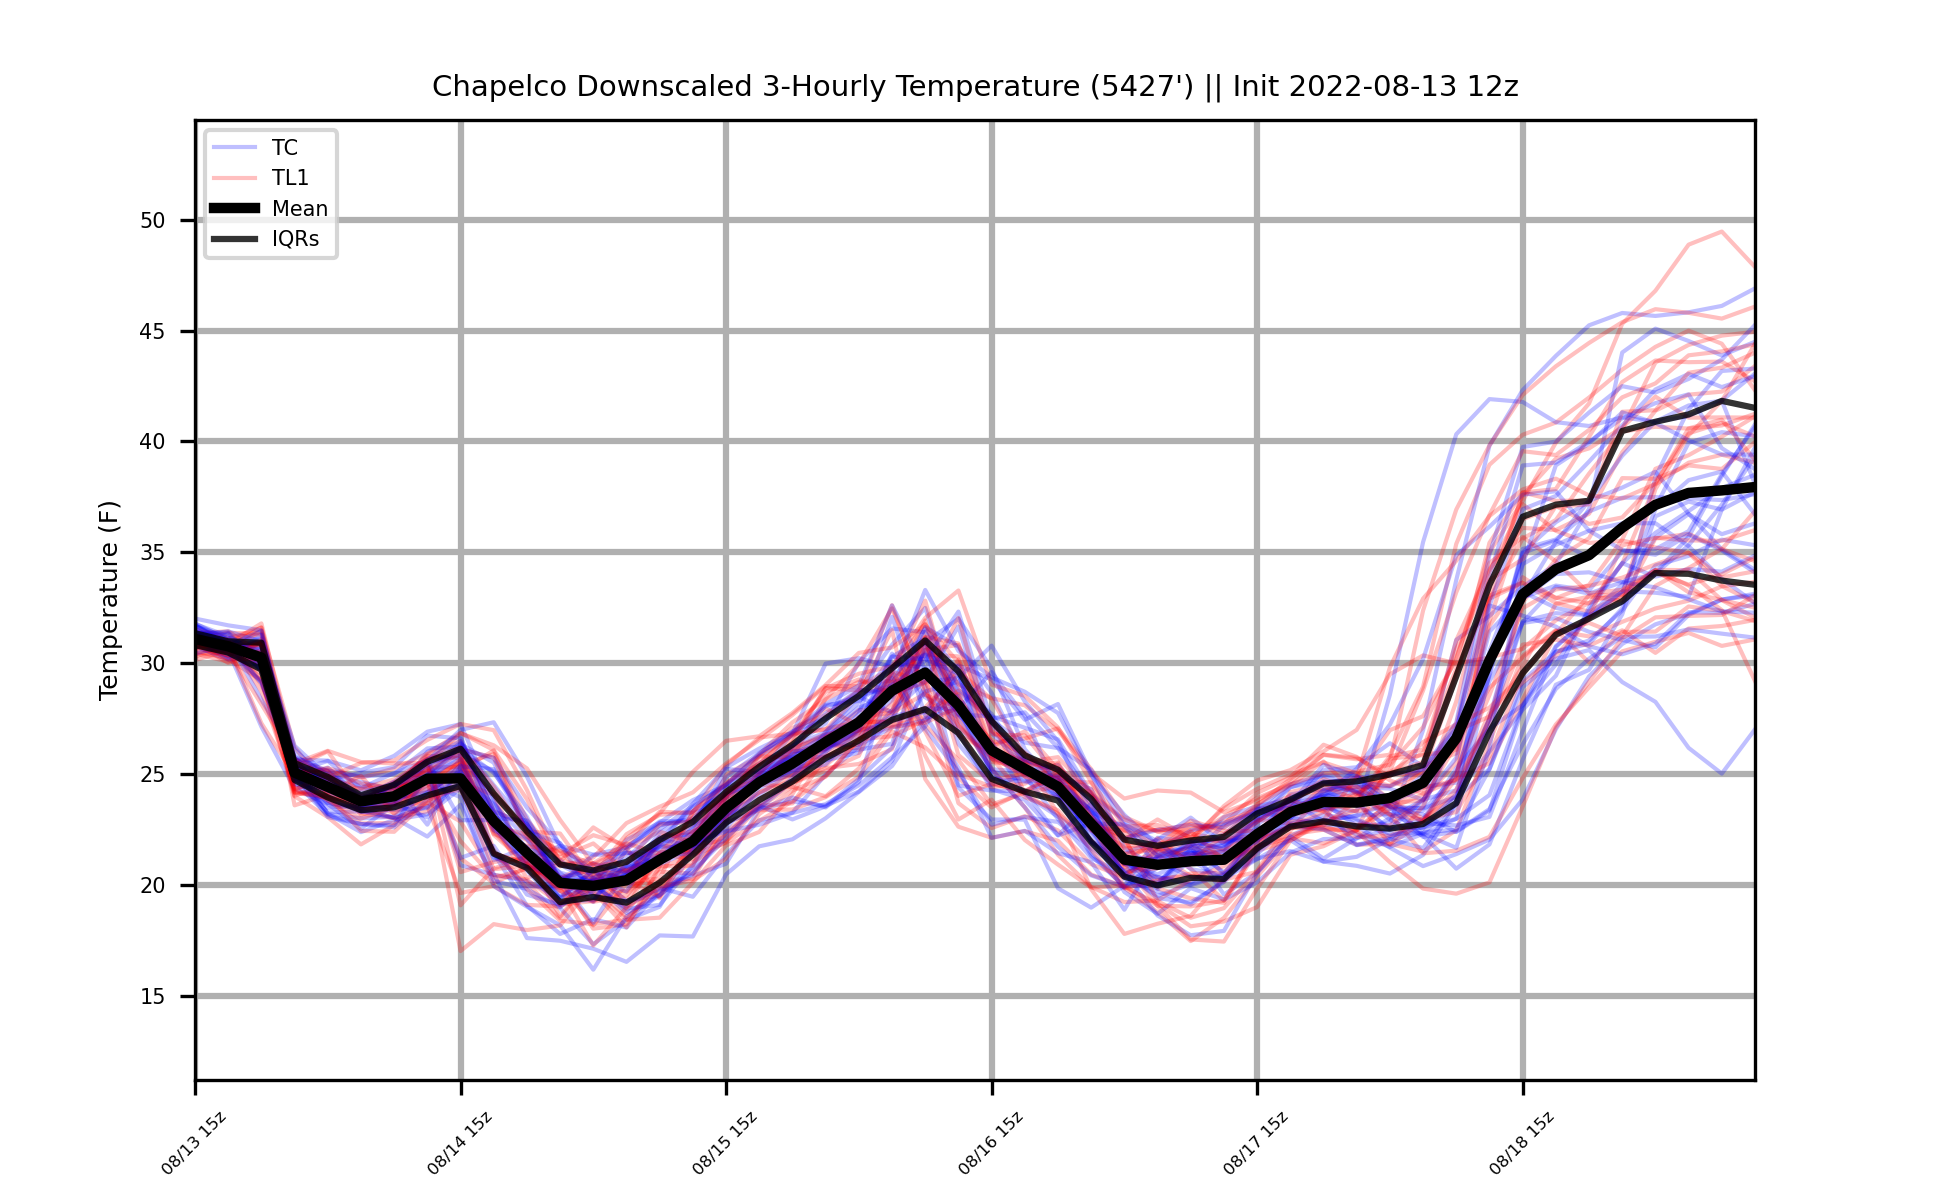 Chapelco Downscaled 3-Hourly Temperature (5427') || Init 2022-08-13 12z
TC
TL1
Mean
IQRs
Temperature (F)
50
45
40
35
30
25
20
15
08/13 15z
08/14 15z
08/15 15z
08/16 15z
08/17 15z
08/18 15z